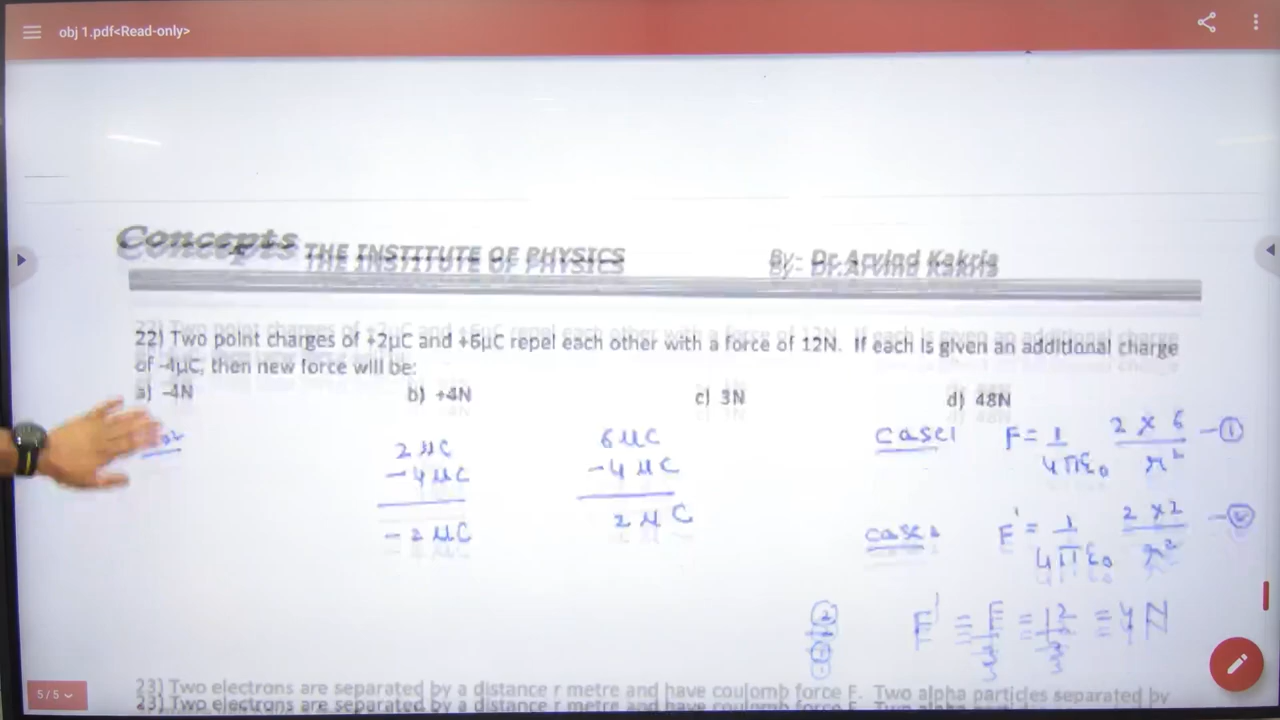 obj 1.pdf<Read-only>
Concepts THE INSTITUTE OF PHYSICS By:- Dr.Arvind Kakria
22) Two point charges of +2μC and +6μC repel each other with a force of 12N. If each is given an additional charge
of -4μC, then new force will be:
a) -4N b) +4N c) 3N d) 48N
2 μC
- 4 μC
- 2 μC
6 μC
- 4 μC
2 μC
case1 F = 1/4πε₀ 2 × 6/r² - ①
case F' = 1/4πε₀ 2 × 2/r² - ②
② ÷ ① F' = F/3 = 12/3 = 4 N
23) Two electrons are separated by a distance r metre and have coulomb force F. Two alpha particles separated by
5 / 5